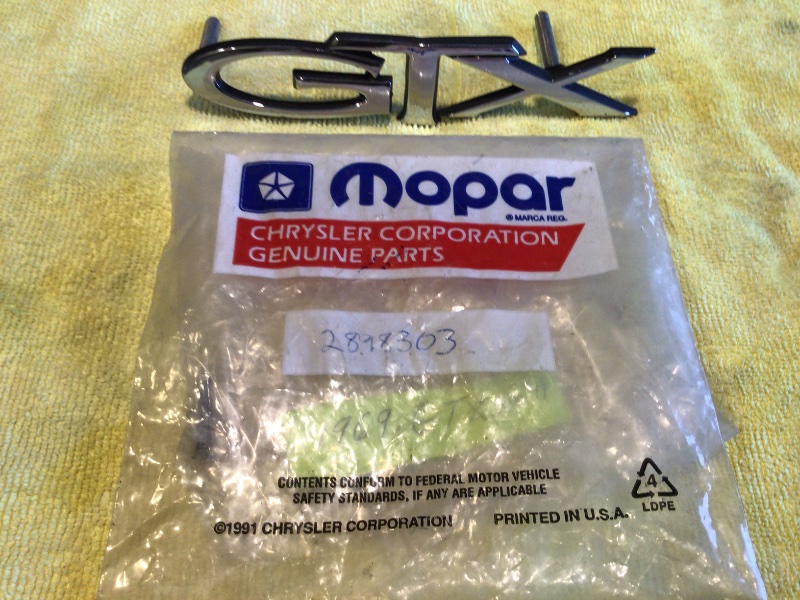 GTX
mopar
® MARCA REG.
CHRYSLER CORPORATION
GENUINE PARTS
2898303
CONTENTS CONFORM TO FEDERAL MOTOR VEHICLE
SAFETY STANDARDS, IF ANY ARE APPLICABLE
4
LDPE
©1991 CHRYSLER CORPORATION PRINTED IN U.S.A.